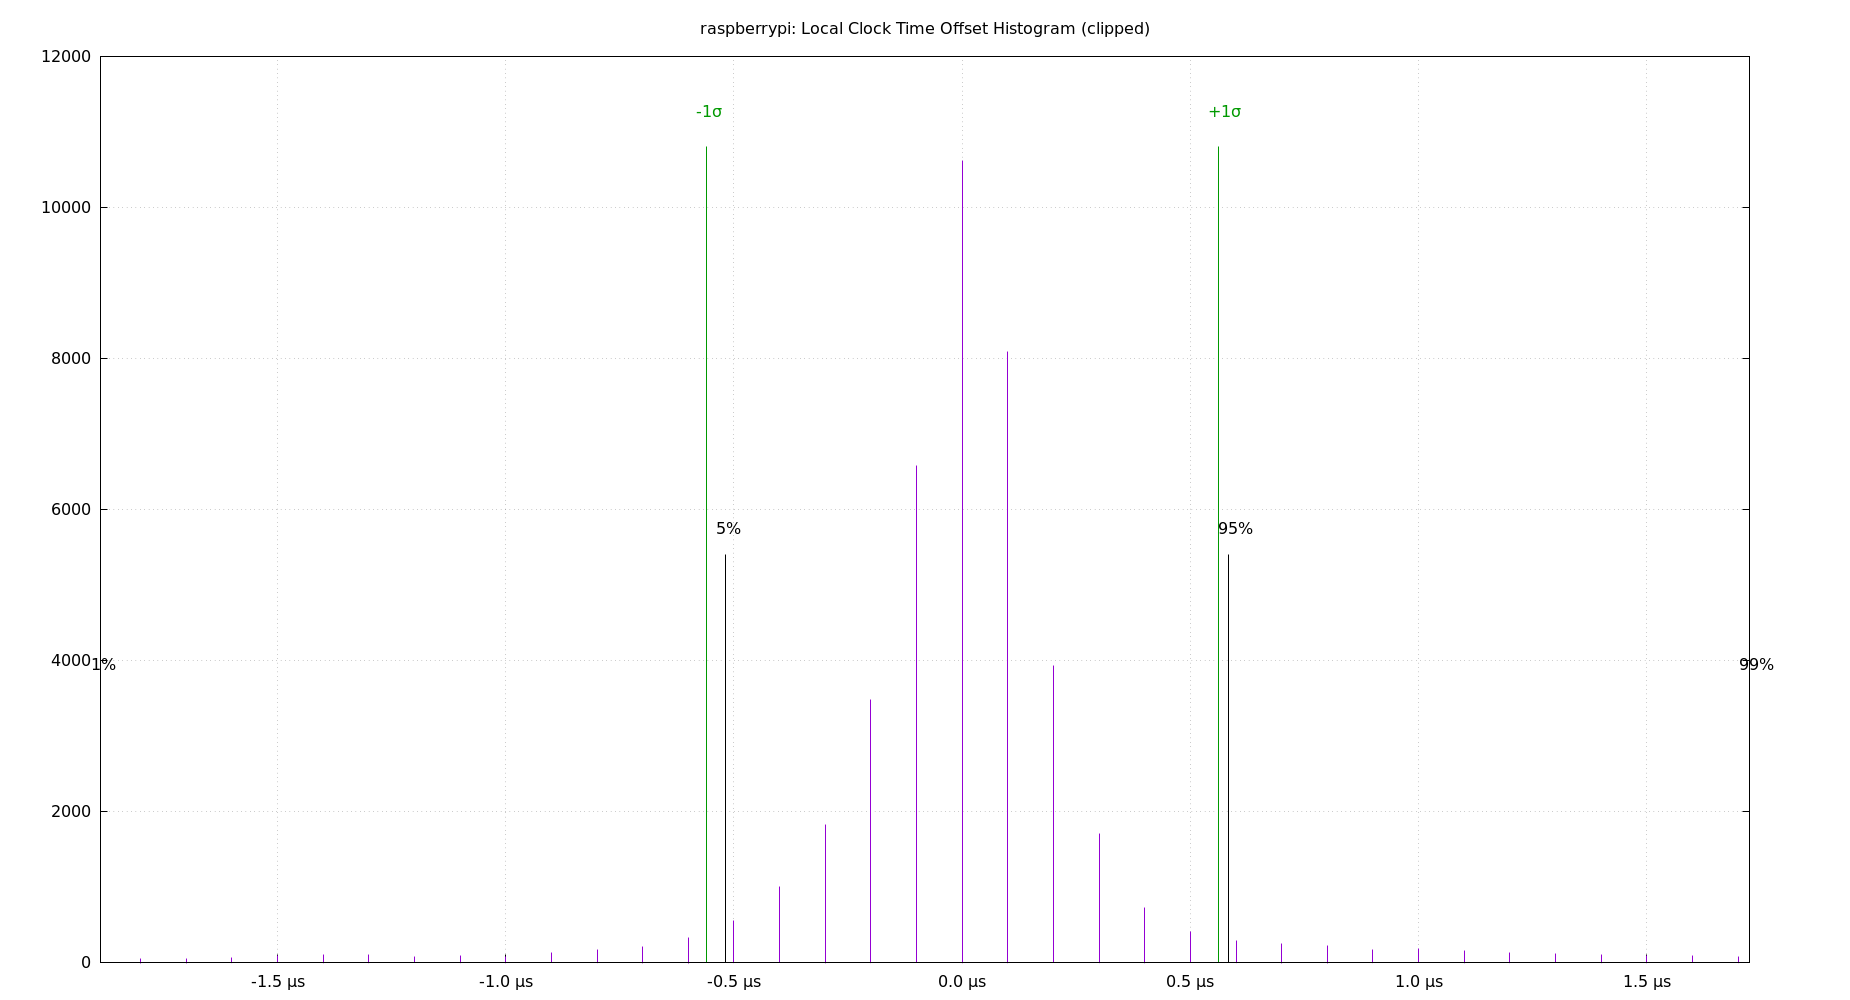 raspberrypi: Local Clock Time Offset Histogram (clipped)
12000
-1σ
+1σ
10000
8000
6000
5%
95%
4000
1%
99%
2000
0
-1.5 µs
-1.0 µs
-0.5 µs
0.0 µs
0.5 µs
1.0 µs
1.5 µs